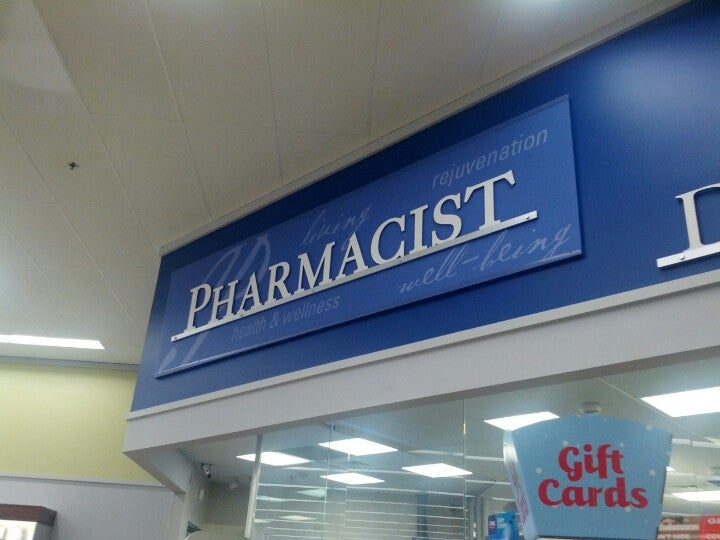 rejuvenation
living
PHARMACIST
well-being
health & wellness
D
Gift
Cards